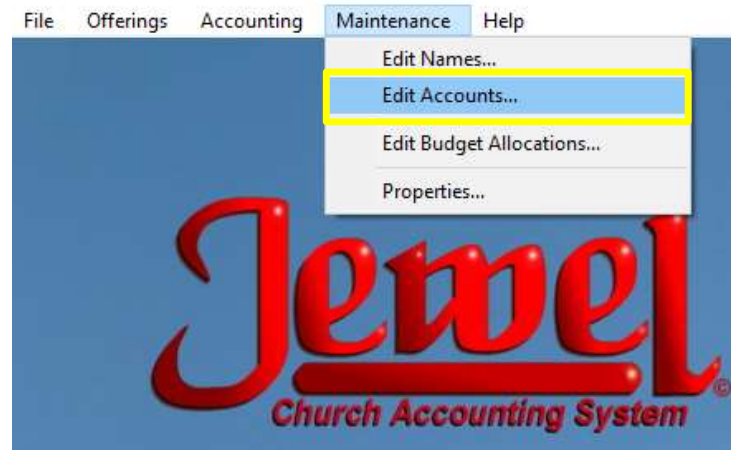 File Offerings Accounting Maintenance Help
Edit Names...
Edit Accounts...
Edit Budget Allocations...
Properties...
Jewel ©
Church Accounting System